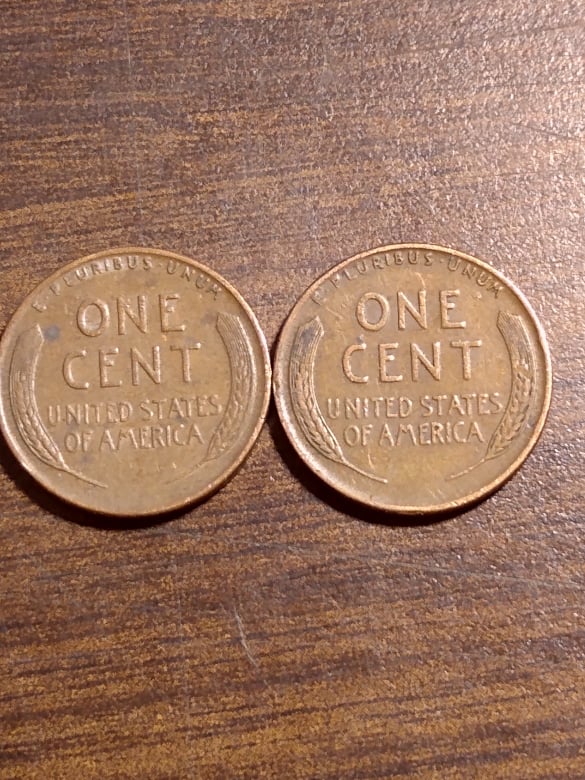 E·PLURIBUS·UNUM
ONE
CENT
UNITED STATES
OF AMERICA
E·PLURIBUS·UNUM
ONE
CENT
UNITED STATES
OF AMERICA